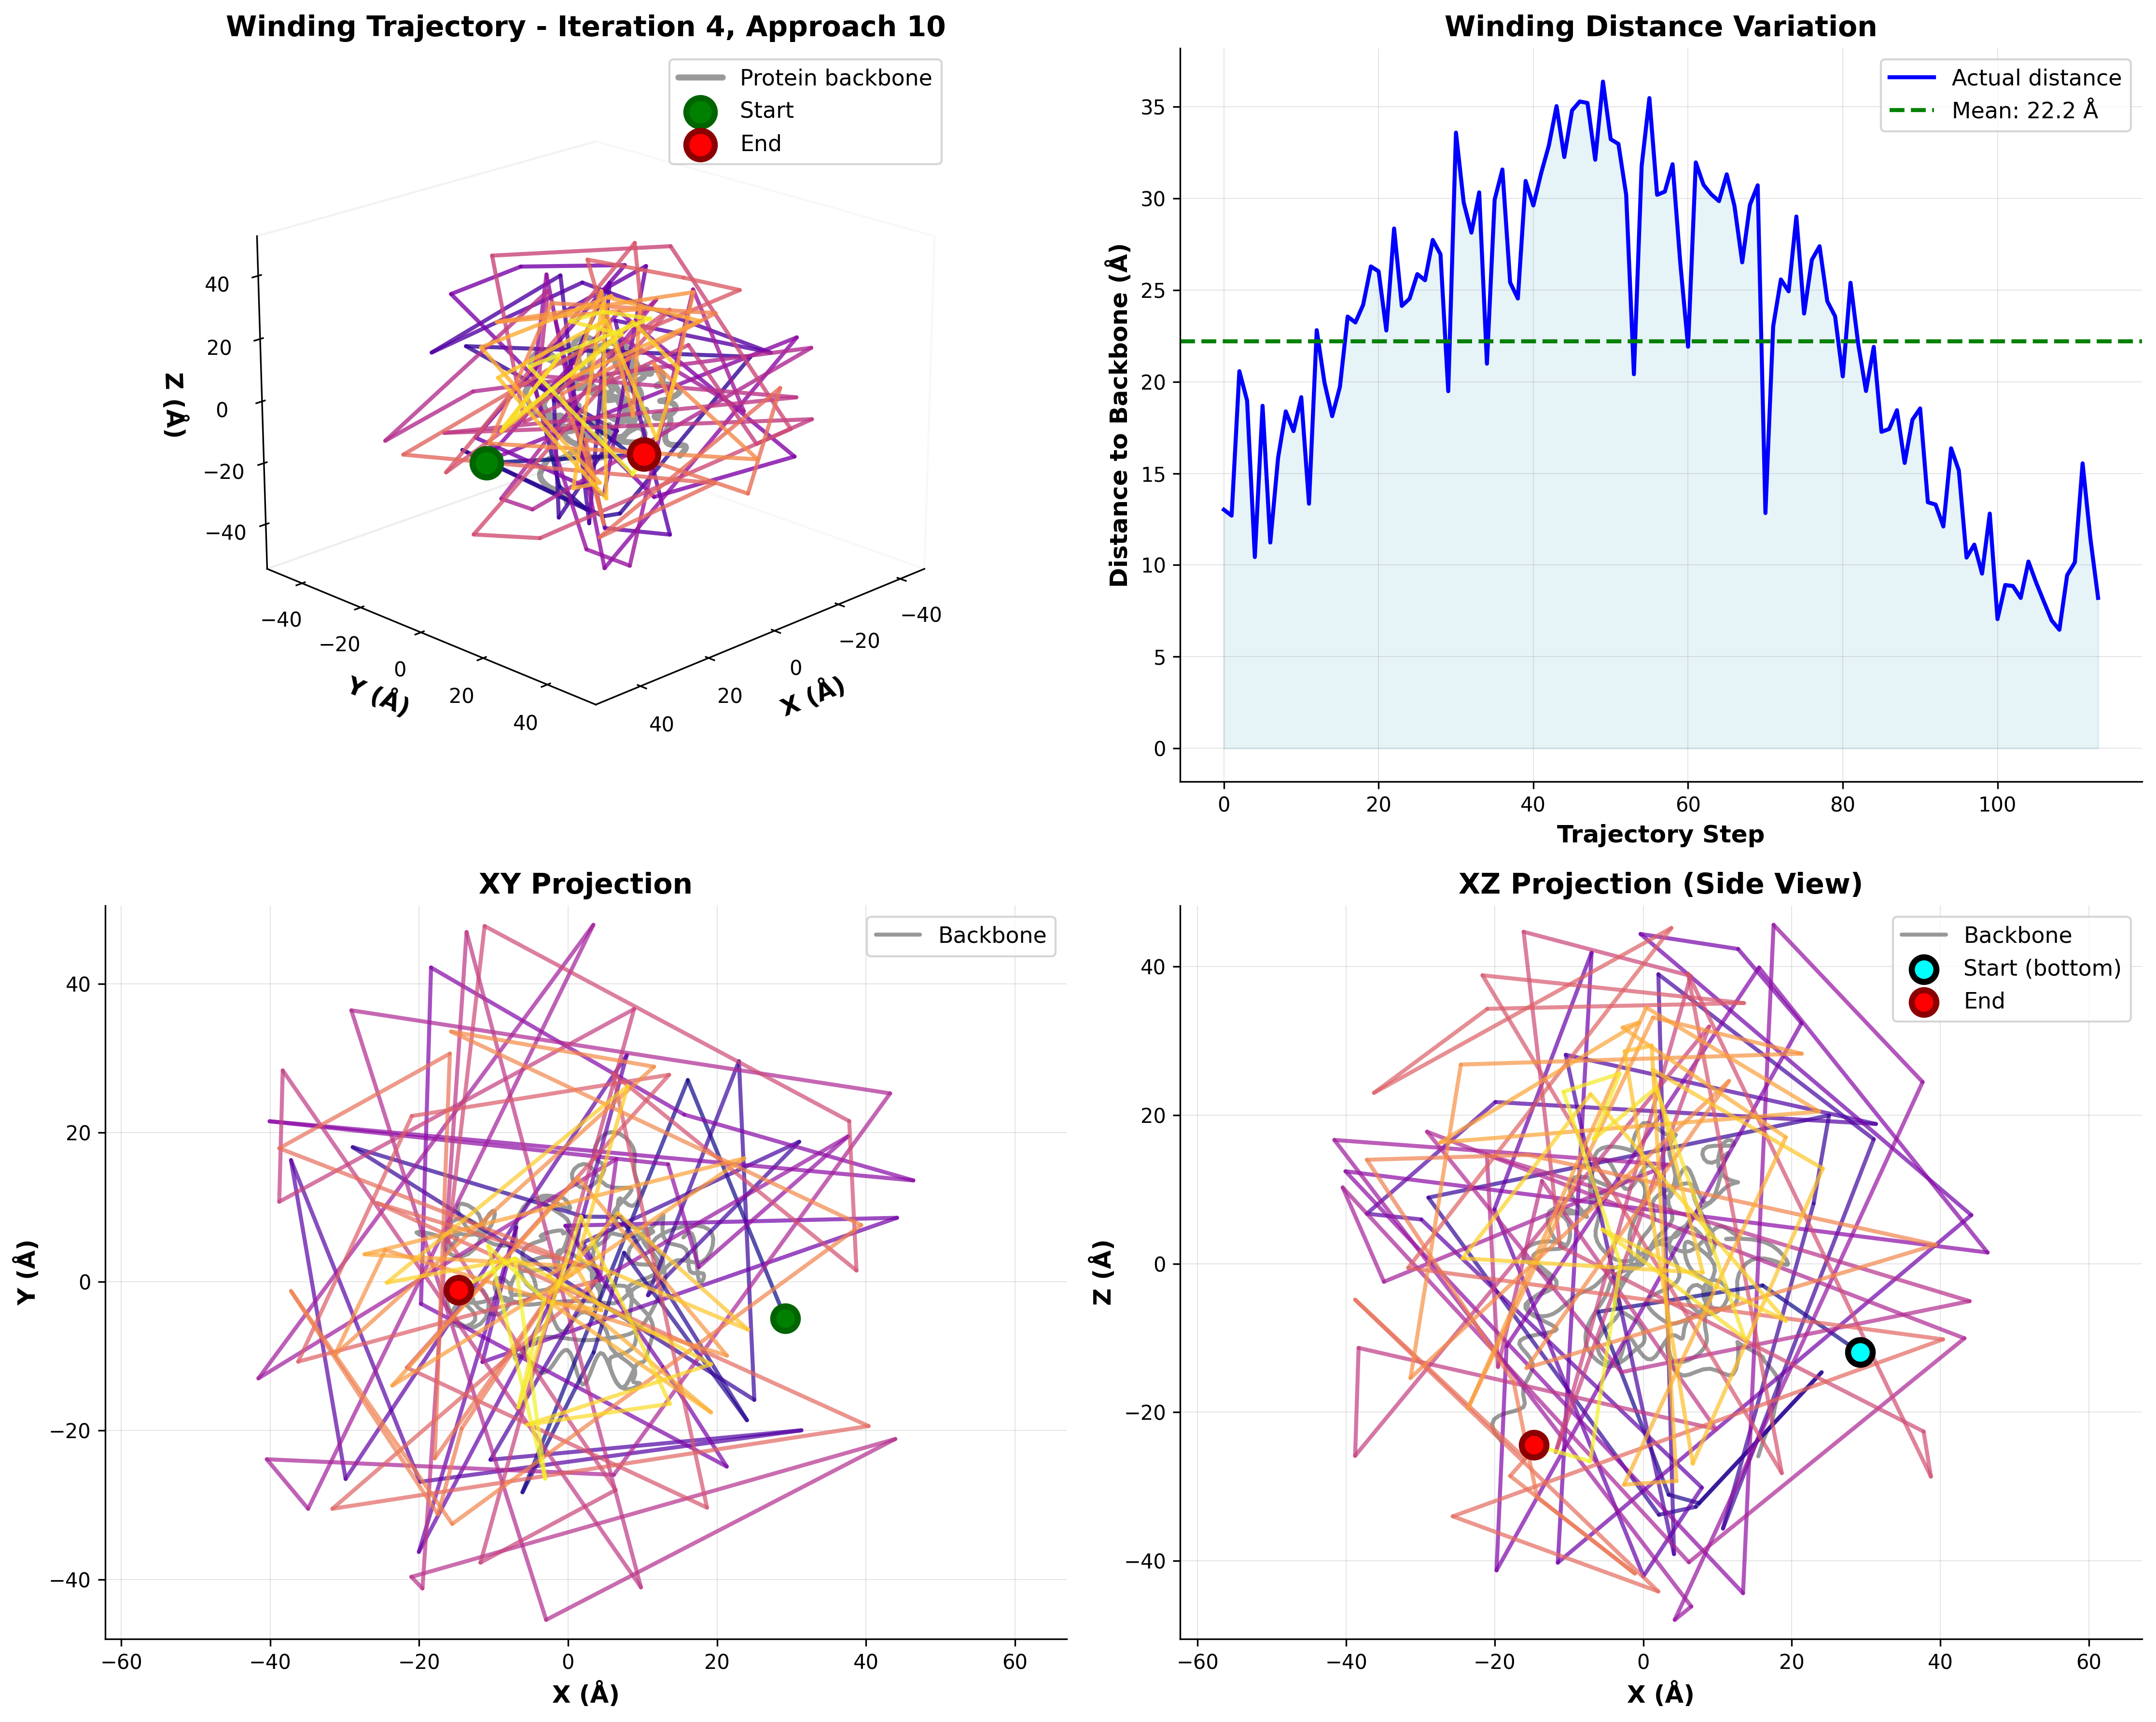 Winding Trajectory - Iteration 4, Approach 10
Protein backbone
Start
End
Z (Å)
40
20
0
−20
−40
−40
−20
0
20
40
Y (Å)
−40
−20
0
20
40
X (Å)
Winding Distance Variation
Actual distance
Mean: 22.2 Å
Distance to Backbone (Å)
35
30
25
20
15
10
5
0
0 20 40 60 80 100
Trajectory Step
XY Projection
Backbone
Y (Å)
40
20
0
−20
−40
−60 −40 −20 0 20 40 60
X (Å)
XZ Projection (Side View)
Backbone
Start (bottom)
End
Z (Å)
40
20
0
−20
−40
−60 −40 −20 0 20 40 60
X (Å)